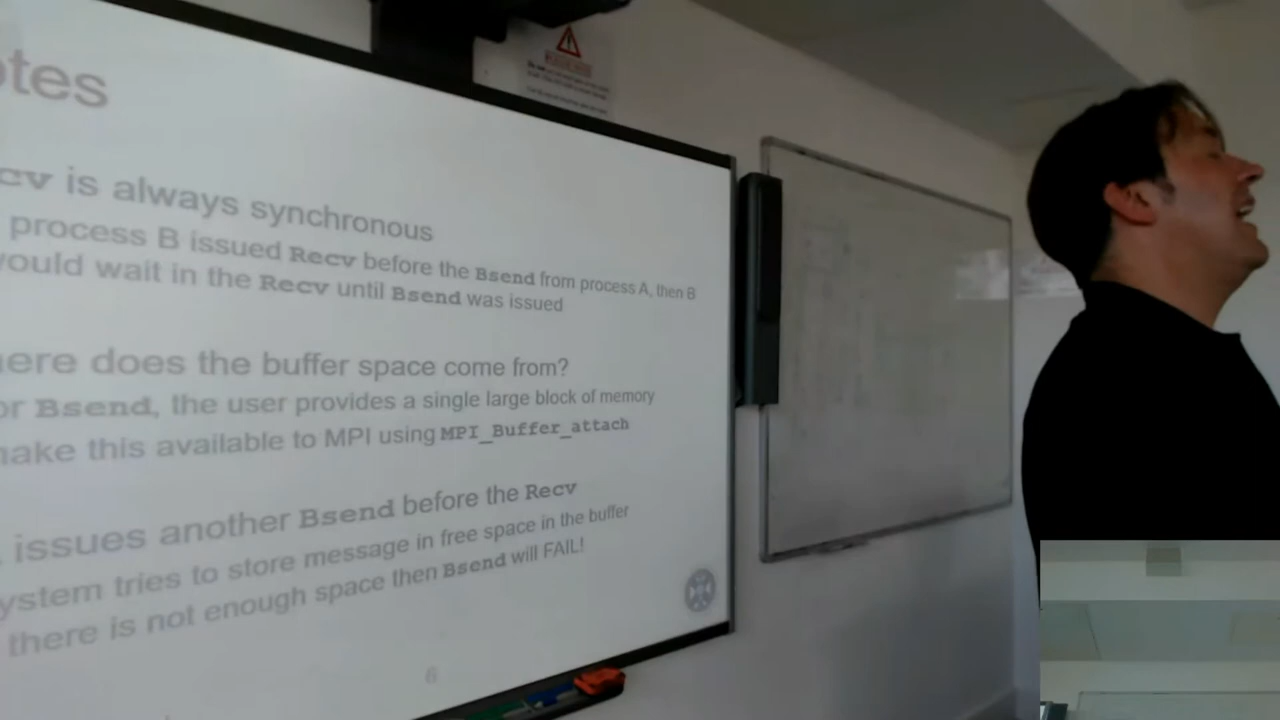 otes
cv is always synchronous
process B issued Recv before the Bsend from process A, then B
would wait in the Recv until Bsend was issued
here does the buffer space come from?
or Bsend, the user provides a single large block of memory
make this available to MPI using MPI_Buffer_attach
issues another Bsend before the Recv
ystem tries to store message in free space in the buffer
there is not enough space then Bsend will FAIL!
6